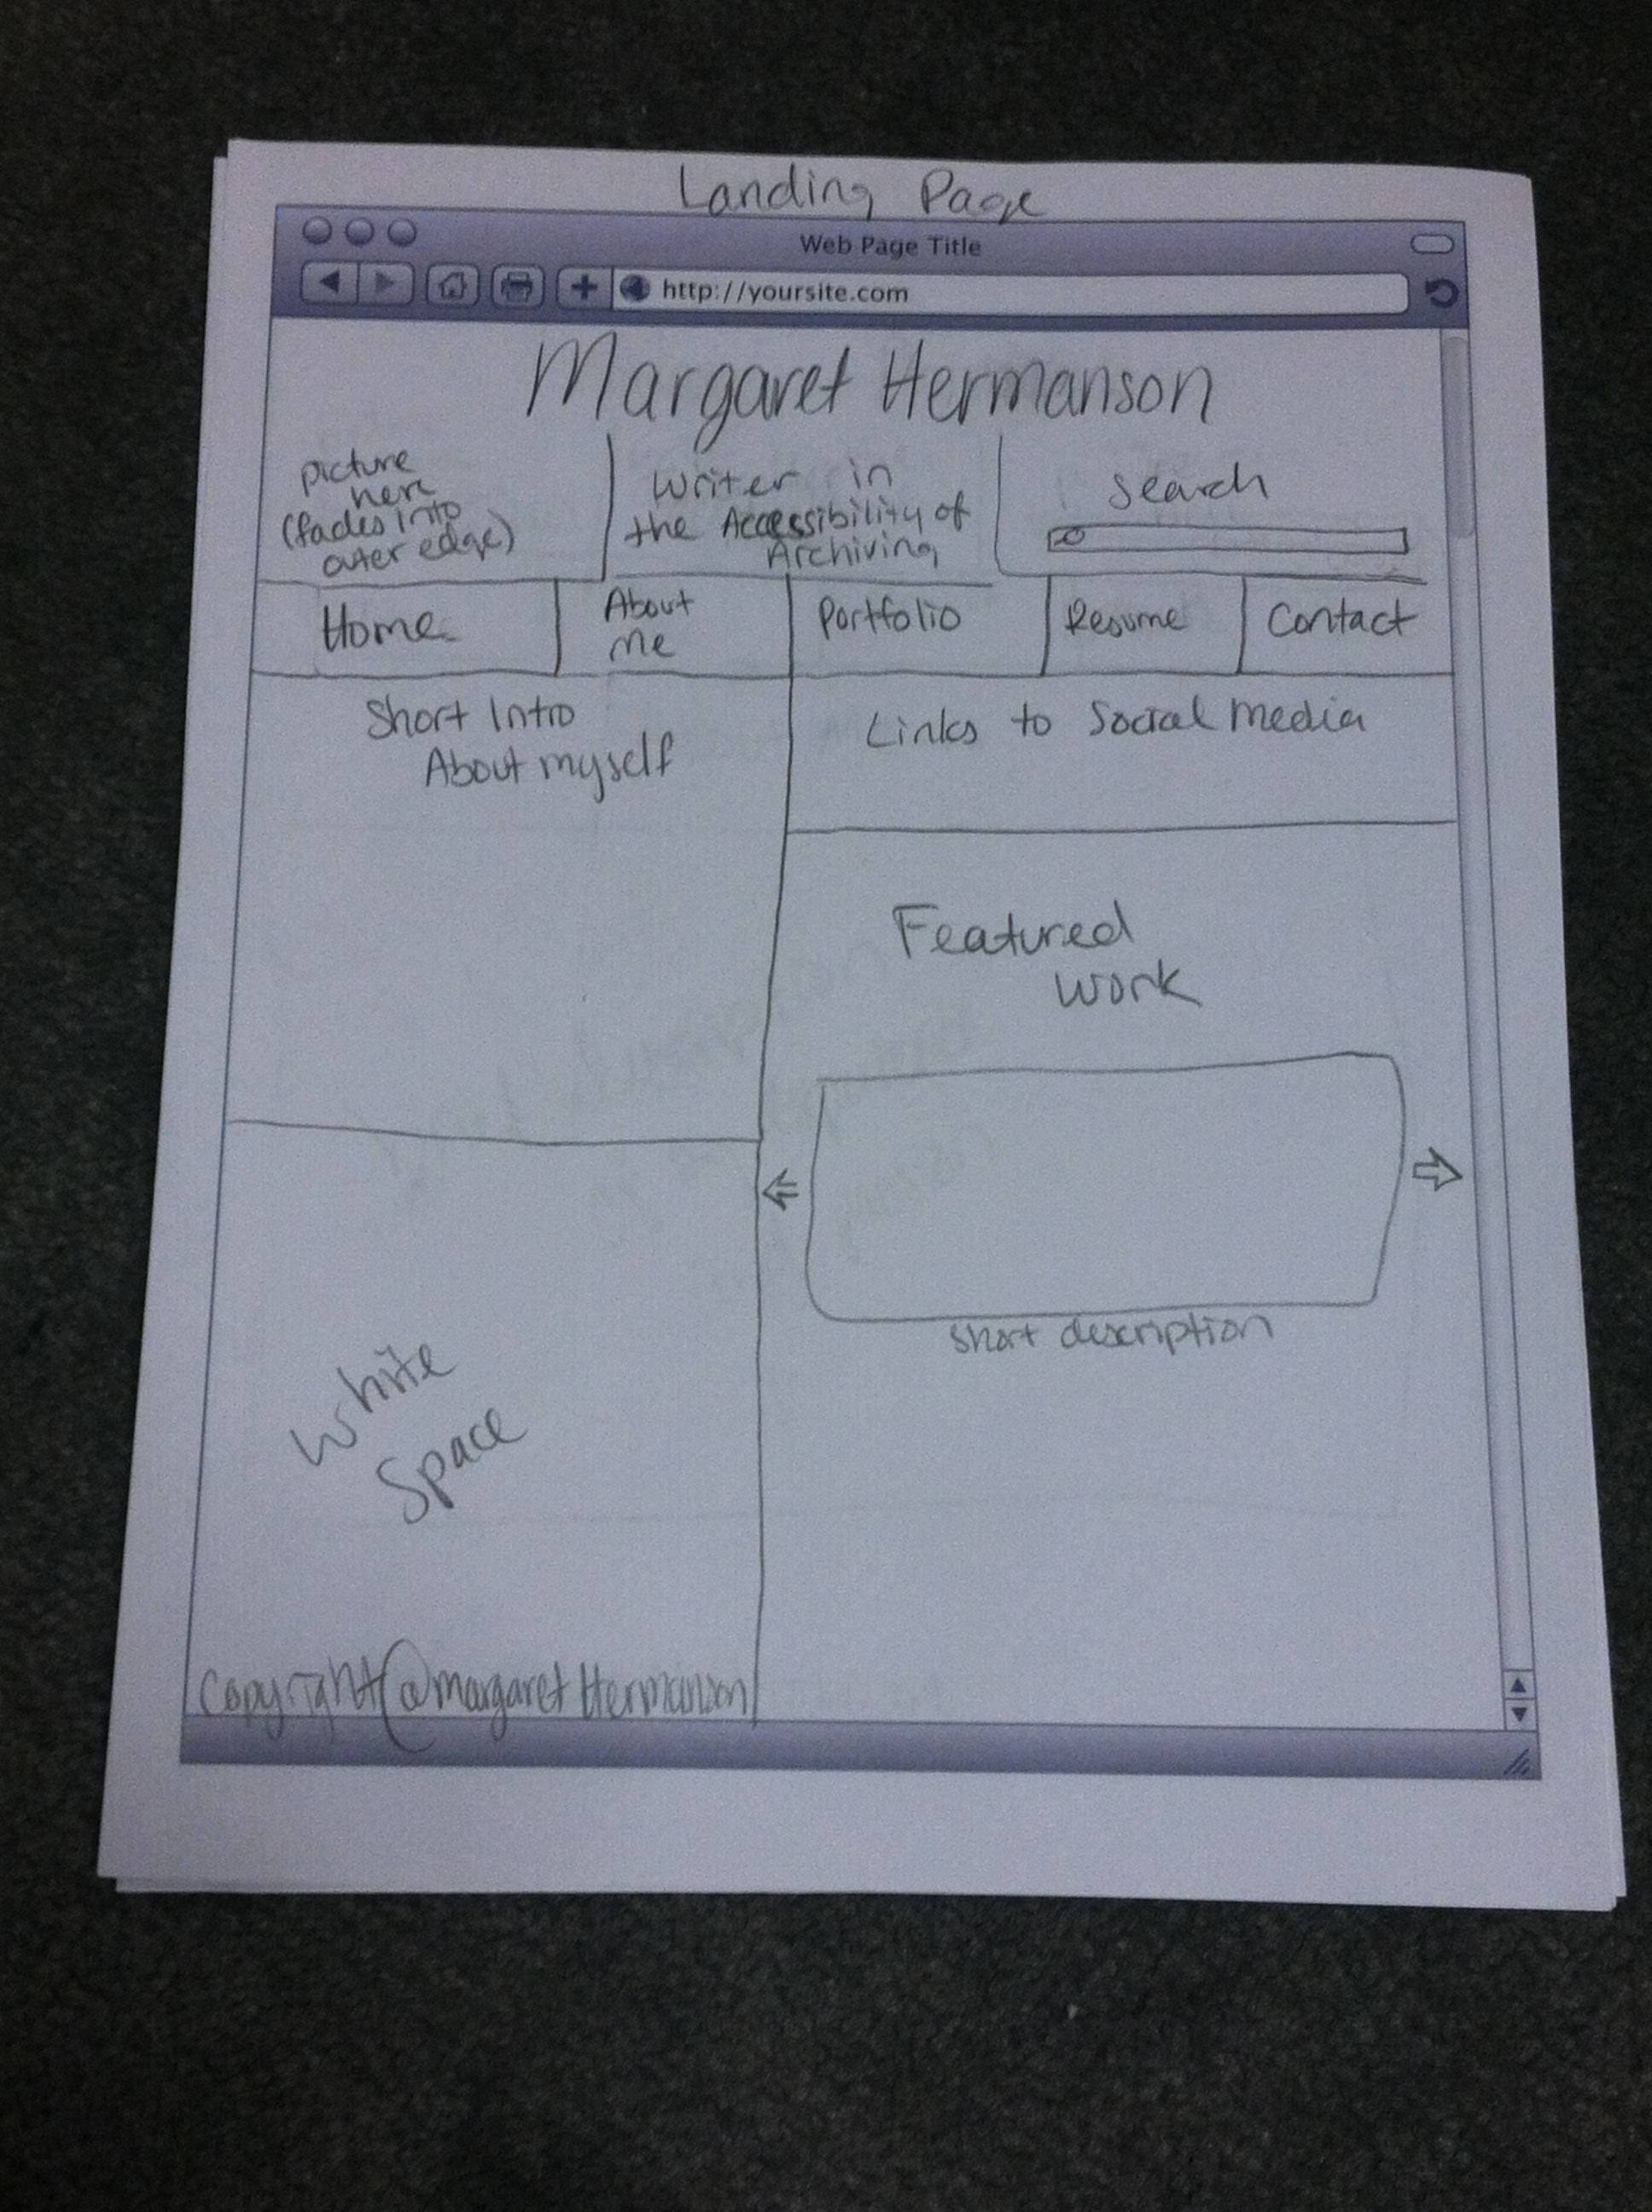 Landing Page
Web Page Title
http://yoursite.com
Margaret Hermanson
picture
here
(fades into
outer edge)
Writer in
the Accessibility of
Archiving
Search
Home
About
Me
Portfolio
Resume
Contact
Short Intro
About myself
Links to Social Media
Featured
work
short description
White
Space
Copyright @margaret Hermanson